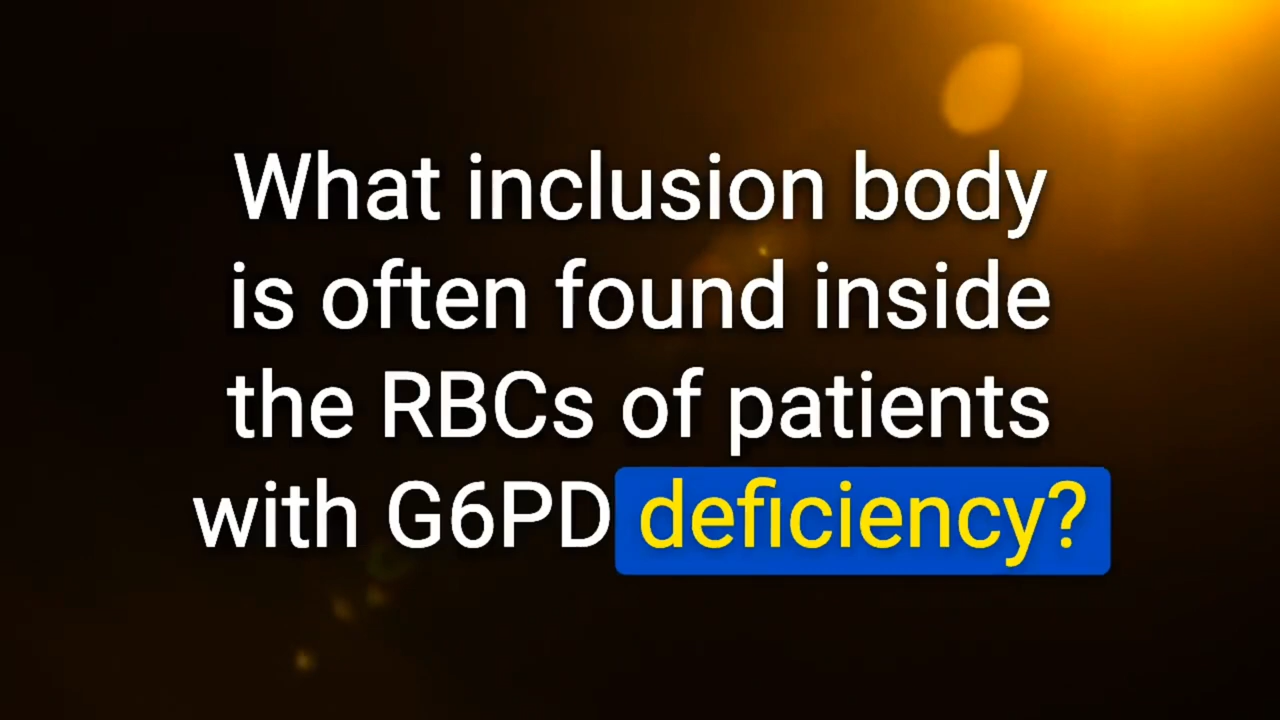 What inclusion body
is often found inside
the RBCs of patients
with G6PD deficiency?